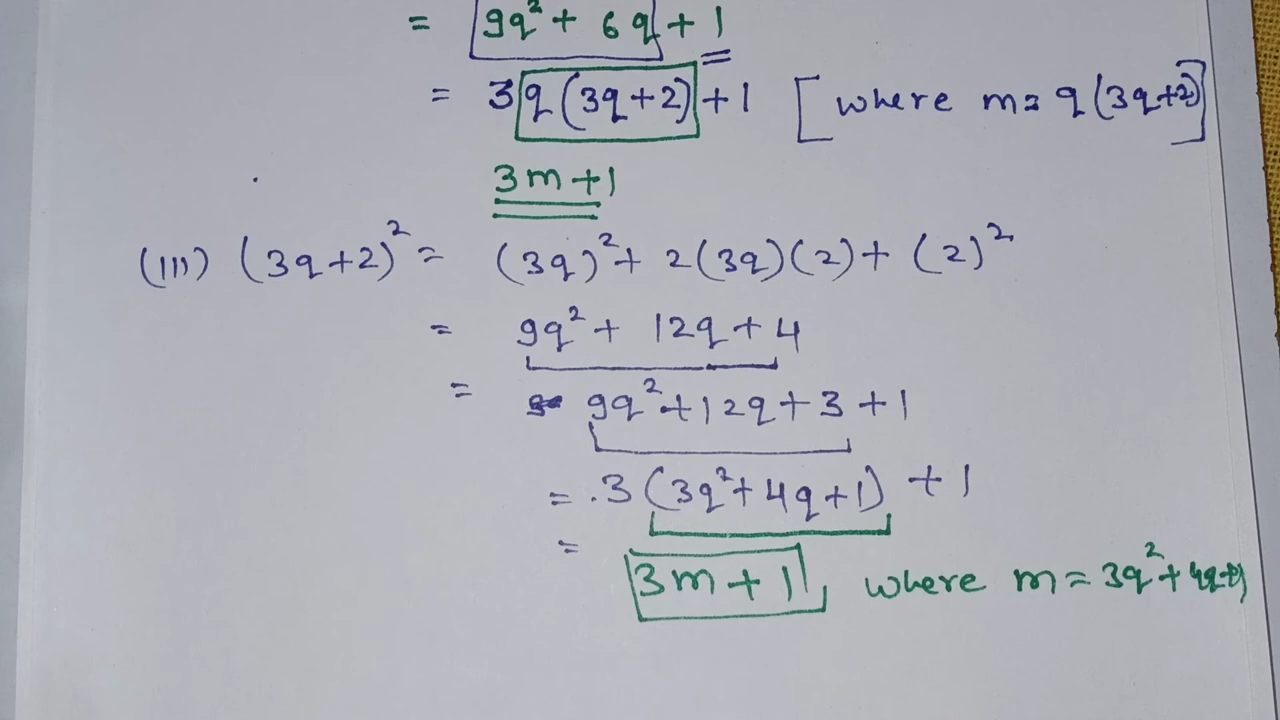 = 9q² + 6q + 1
= 3q(3q+2)+1 [where m = q(3q+2)]
3m+1
(III) (3q+2)² = (3q)² + 2(3q)(2) + (2)²
= 9q² + 12q + 4
= 9q² + 12q + 3 + 1
= .3(3q² + 4q + 1) + 1
= 3m + 1, where m = 3q² + 4q+1